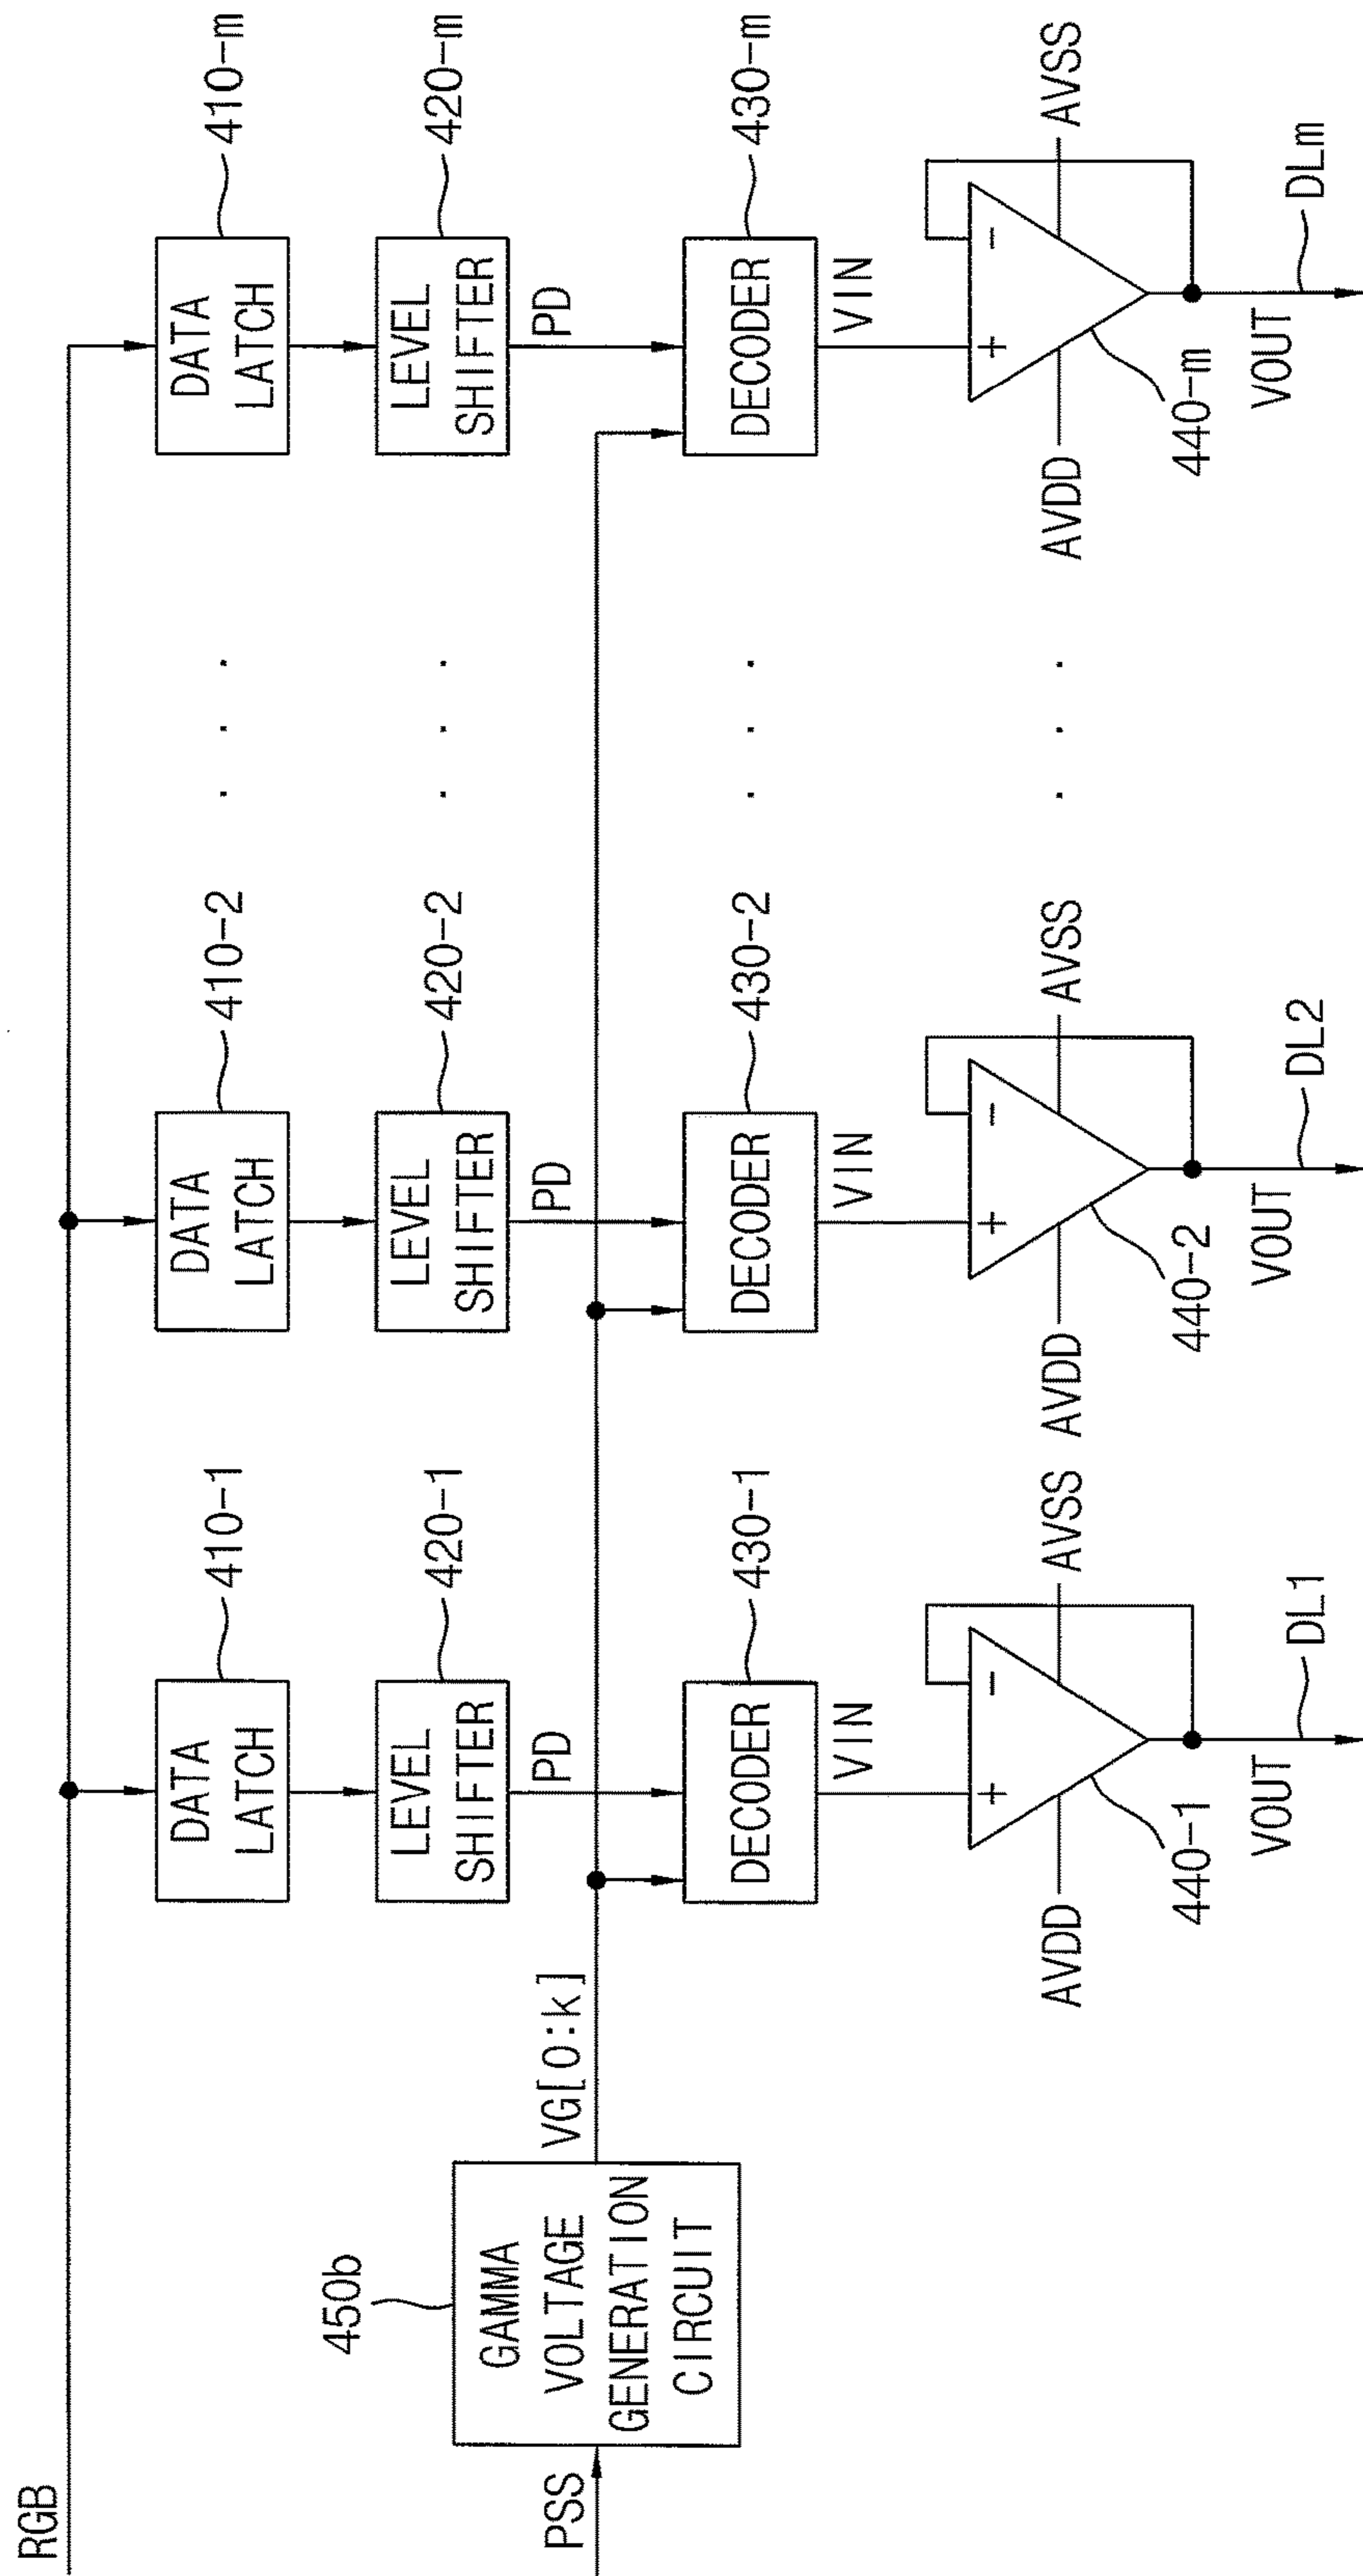 RGB
DATA
LATCH
410-1
DATA
LATCH
410-2
DATA
LATCH
410-m
LEVEL
SHIFTER
420-1
LEVEL
SHIFTER
420-2
LEVEL
SHIFTER
420-m
PD
PD
PD
450b
GAMMA
VOLTAGE
GENERATION
CIRCUIT
PSS
VG[0:k]
DECODER
430-1
DECODER
430-2
DECODER
430-m
VIN
VIN
VIN
+ -
+ -
+ -
AVDD
AVSS
AVDD
AVSS
AVDD
AVSS
440-1
440-2
440-m
VOUT
DL1
VOUT
DL2
VOUT
DLm